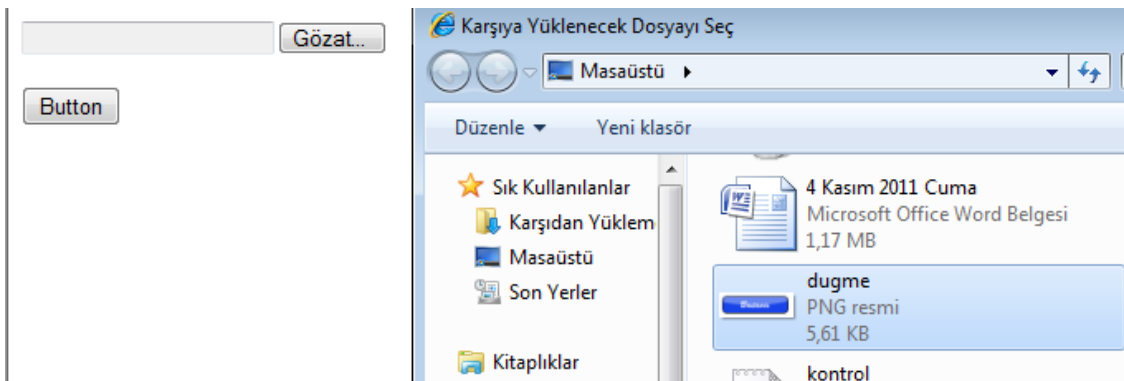 Gözat...
Button
Karşıya Yüklenecek Dosyayı Seç
Masaüstü
Düzenle
Yeni klasör
Sık Kullanılanlar
Karşıdan Yüklem
Masaüstü
Son Yerler
Kitaplıklar
4 Kasım 2011 Cuma
Microsoft Office Word Belgesi
1,17 MB
dugme
PNG resmi
5,61 KB
kontrol